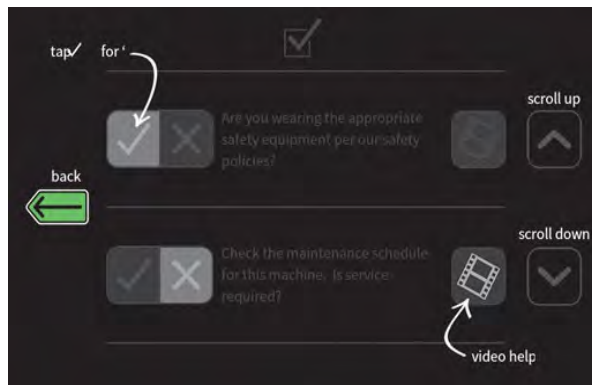 tap✓ for '
scroll up
Are you wearing the appropriate
safety equipment per our safety
policies?
back
scroll down
Check the maintenance schedule
for this machine. Is service
required?
video help